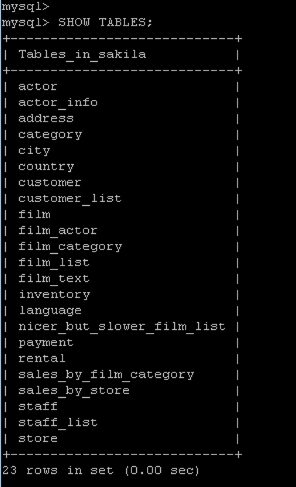 mysql>
mysql> SHOW TABLES;
+----------------------------+
| Tables_in_sakila           |
+----------------------------+
| actor                      |
| actor_info                 |
| address                    |
| category                   |
| city                       |
| country                    |
| customer                   |
| customer_list              |
| film                       |
| film_actor                 |
| film_category              |
| film_list                  |
| film_text                  |
| inventory                  |
| language                   |
| nicer_but_slower_film_list |
| payment                    |
| rental                     |
| sales_by_film_category     |
| sales_by_store             |
| staff                      |
| staff_list                 |
| store                      |
+----------------------------+
23 rows in set (0.00 sec)